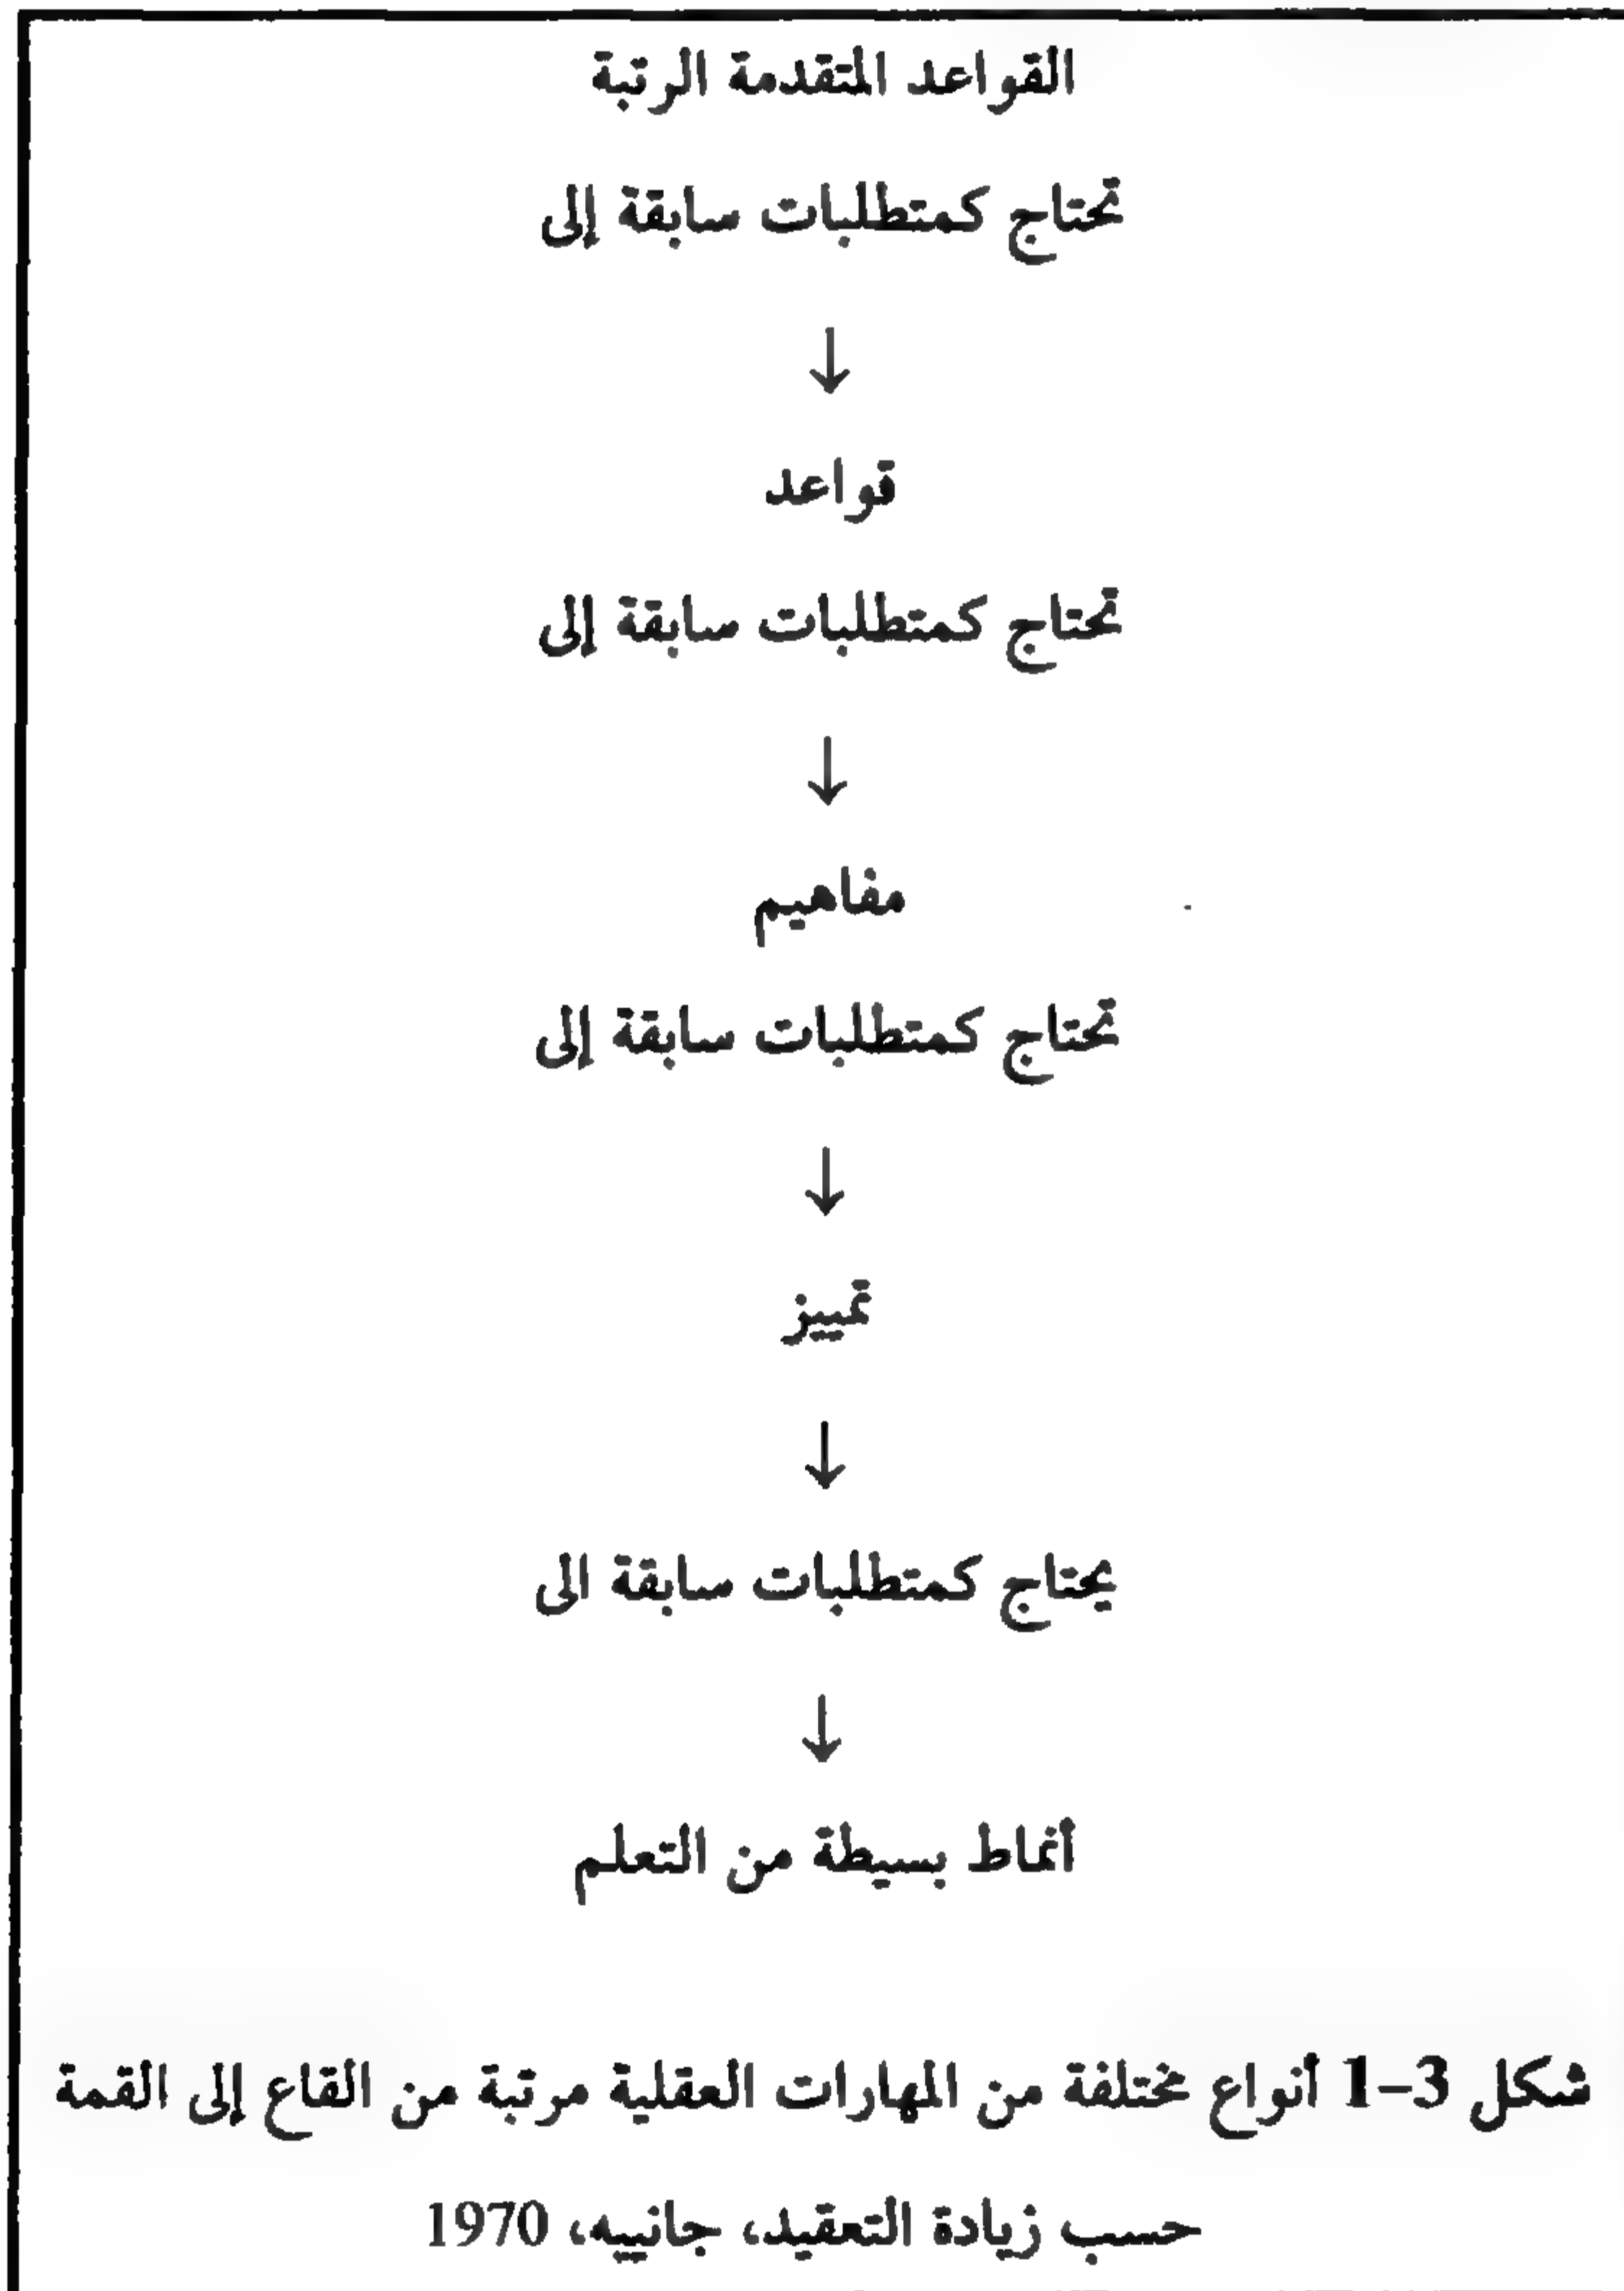 القواعد المتقدمة الرتبة
تحتاج كمتطلبات سابقة إلى
↓
قواعد
تحتاج كمتطلبات سابقة إلى
↓
مفاهيم
تحتاج كمتطلبات سابقة إلى
↓
تمييز
↓
يحتاج كمتطلبات سابقة الى
↓
أنماط بسيطة من التعلم
شكل 3-1 أنواع مختلفة من المهارات العقلية مرتبة من القاع إلى القمة
حسب زيادة التعقيد، جانييه، 1970